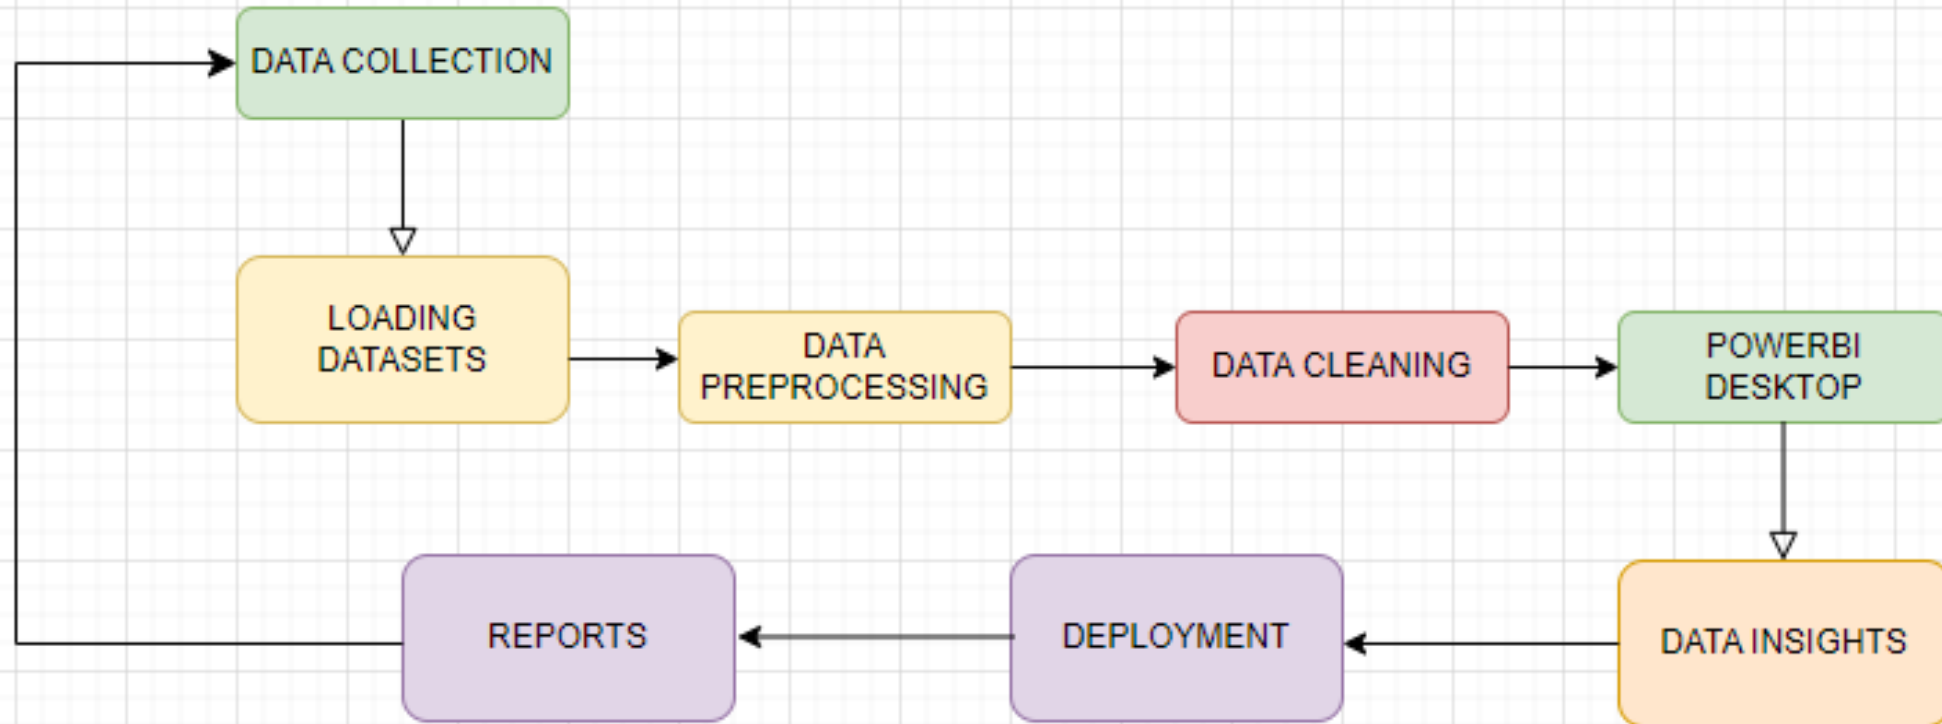 DATA COLLECTION
LOADING
DATASETS
DATA
PREPROCESSING
DATA CLEANING
POWERBI
DESKTOP
REPORTS
DEPLOYMENT
DATA INSIGHTS